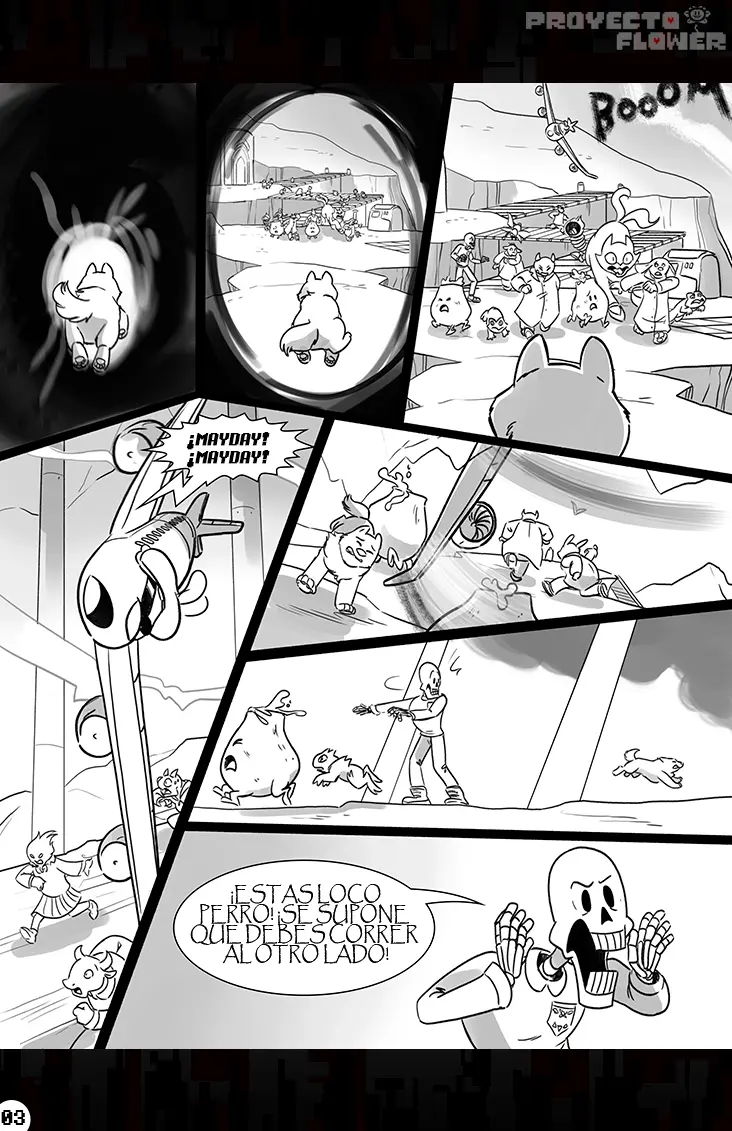 PROYECTO
FLOWER
BOOOM
¡MAYDAY!
¡MAYDAY!
¡ESTAS LOCO
PERRO! ¡SE SUPONE
QUE DEBES CORRER
AL OTRO LADO!
03